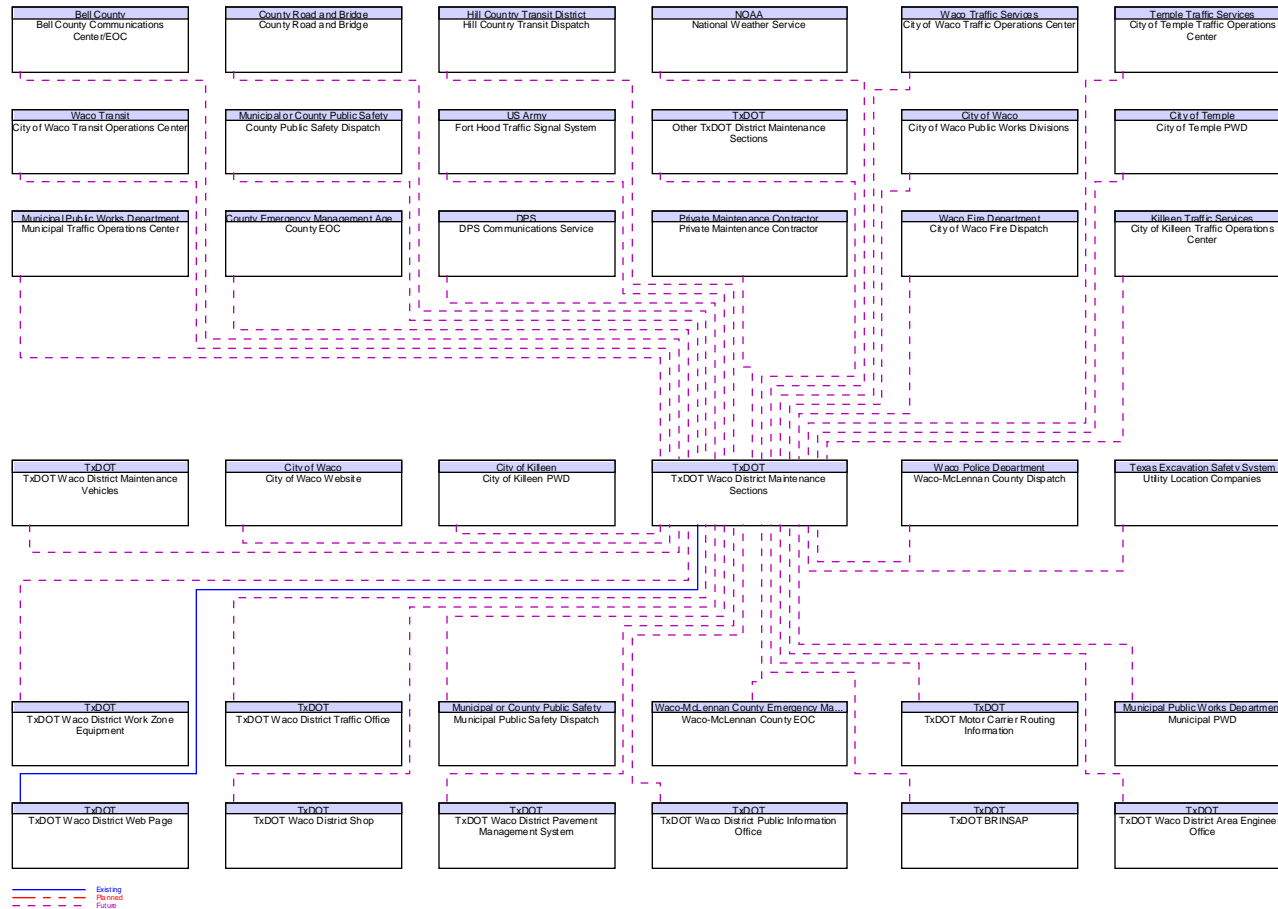 Bell County
Bell County Communications
Center/EOC
County Road and Bridge
County Road and Bridge
Hill Country Transit District
Hill Country Transit Dispatch
NOAA
National Weather Service
Waco Traffic Services
City of Waco Traffic Operations Center
Temple Traffic Services
City of Temple Traffic Operations
Center
Waco Transit
City of Waco Transit Operations Center
Municipal or County Public Safety
County Public Safety Dispatch
US Army
Fort Hood Traffic Signal System
TxDOT
Other TxDOT District Maintenance
Sections
City of Waco
City of Waco Public Works Divisions
City of Temple
City of Temple PWD
Municipal Public Works Department
Municipal Traffic Operations Center
County Emergency Management Age...
County EOC
DPS
DPS Communications Service
Private Maintenance Contractor
Private Maintenance Contractor
Waco Fire Department
City of Waco Fire Dispatch
Killeen Traffic Services
City of Killeen Traffic Operations
Center
TxDOT
TxDOT Waco District Maintenance
Vehicles
City of Waco
City of Waco Website
City of Killeen
City of Killeen PWD
TxDOT
TxDOT Waco District Maintenance
Sections
Waco Police Department
Waco-McLennan County Dispatch
Texas Excavation Safety System
Utility Location Companies
TxDOT
TxDOT Waco District Work Zone
Equipment
TxDOT
TxDOT Waco District Traffic Office
Municipal or County Public Safety
Municipal Public Safety Dispatch
Waco-McLennan County Emergency Ma...
Waco-McLennan County EOC
TxDOT
TxDOT Motor Carrier Routing
Information
Municipal Public Works Department
Municipal PWD
TxDOT
TxDOT Waco District Web Page
TxDOT
TxDOT Waco District Shop
TxDOT
TxDOT Waco District Pavement
Management System
TxDOT
TxDOT Waco District Public Information
Office
TxDOT
TxDOT BRINSAP
TxDOT
TxDOT Waco District Area Engineer
Office
Existing
Planned
Future